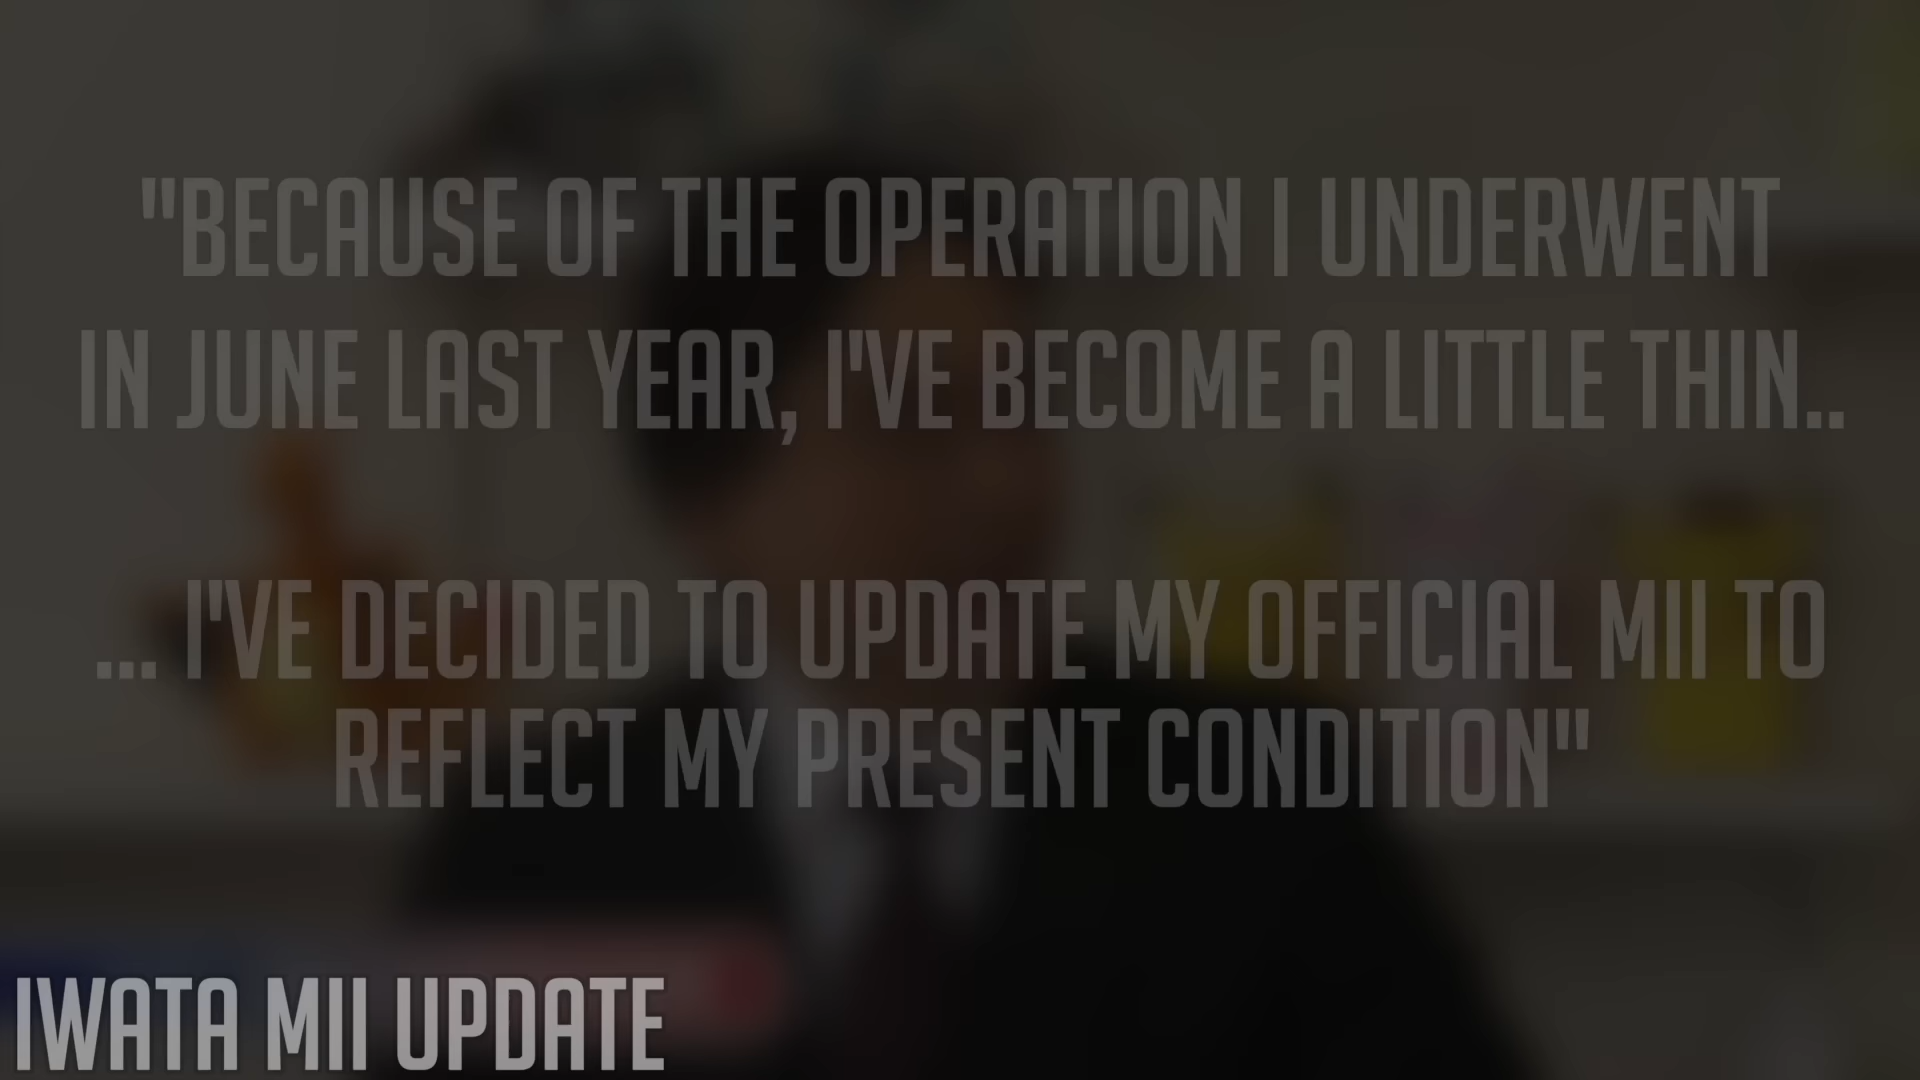 "BECAUSE OF THE OPERATION I UNDERWENT
IN JUNE LAST YEAR, I'VE BECOME A LITTLE THIN..
... I'VE DECIDED TO UPDATE MY OFFICIAL MII TO
REFLECT MY PRESENT CONDITION"
IWATA MII UPDATE